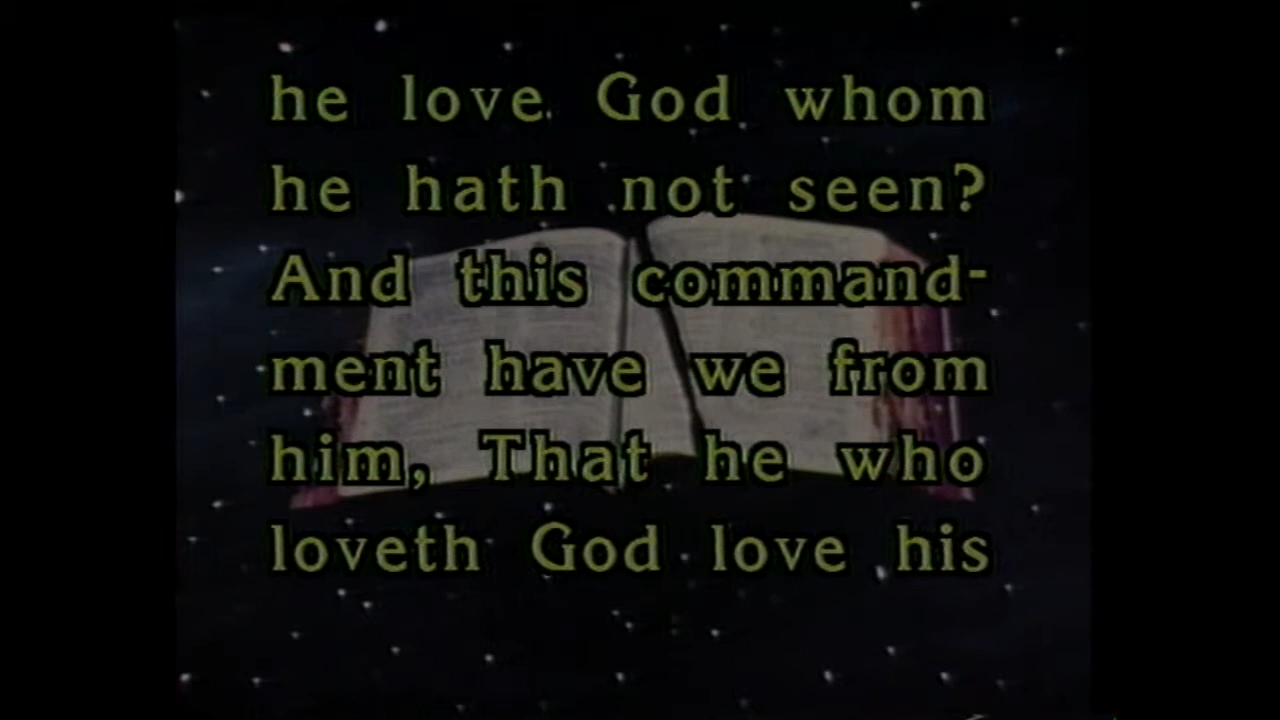 he love God whom
he hath not seen?
And this command-
ment have we from
him, That he who
loveth God love his